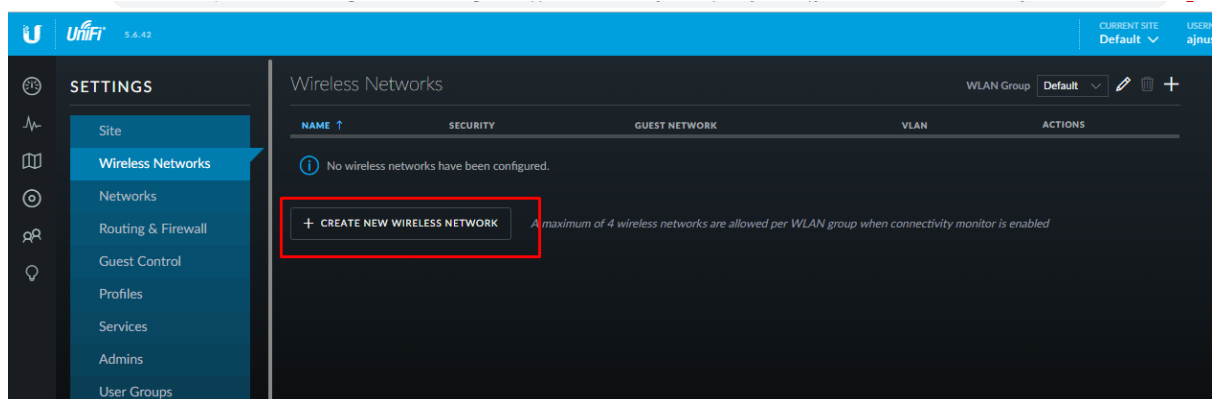 UniFi 5.6.42
CURRENT SITE
Default
SETTINGS
Site
Wireless Networks
Networks
Routing & Firewall
Guest Control
Profiles
Services
Admins
User Groups
Wireless Networks
WLAN Group Default
NAME ↑ SECURITY GUEST NETWORK VLAN ACTIONS
No wireless networks have been configured.
+ CREATE NEW WIRELESS NETWORK A maximum of 4 wireless networks are allowed per WLAN group when connectivity monitor is enabled